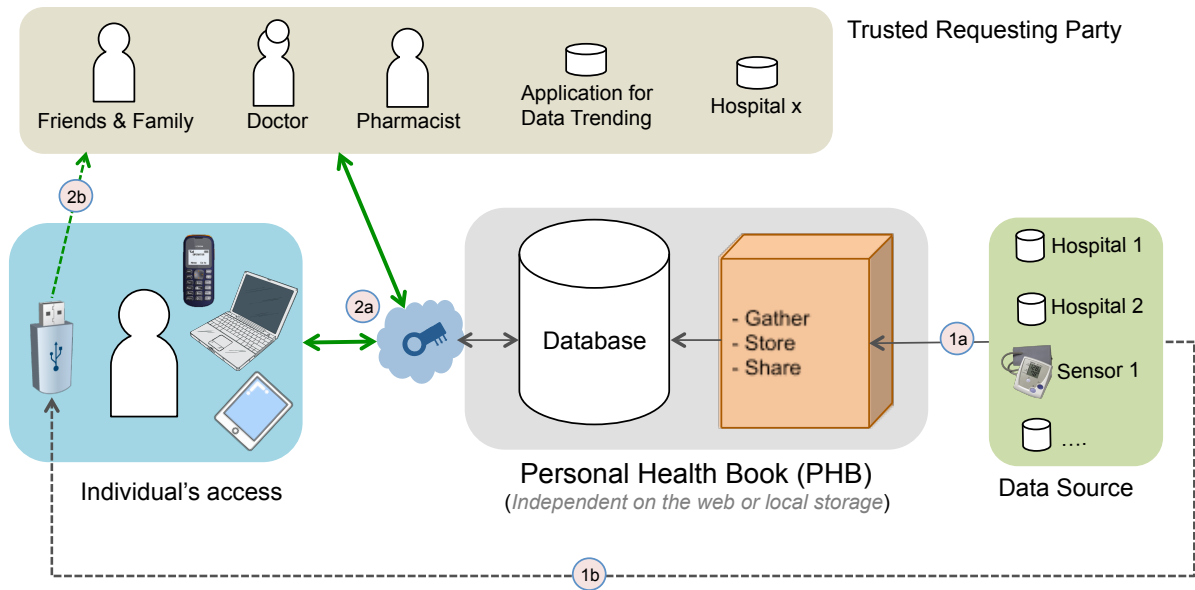 Trusted Requesting Party
Friends & Family
Doctor
Pharmacist
Application for
Data Trending
Hospital x
2b
2a
Database
- Gather
- Store
- Share
1a
Hospital 1
Hospital 2
Sensor 1
....
Individual's access
Personal Health Book (PHB)
(Independent on the web or local storage)
Data Source
1b